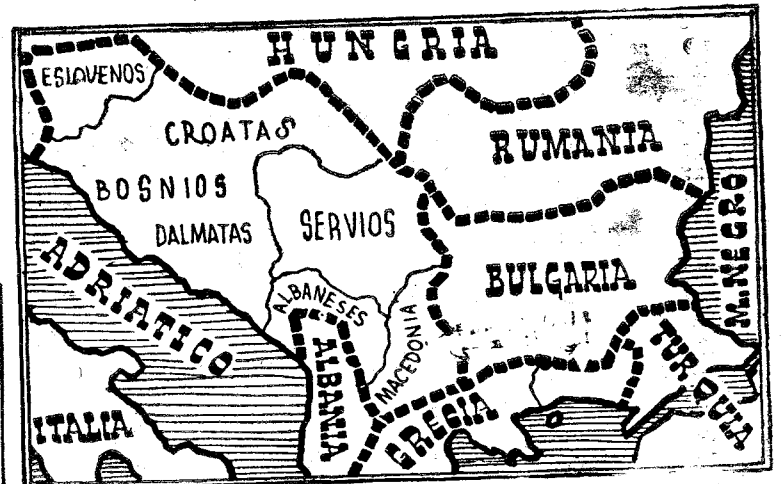 HUNGRIA
ESLOVENOS
CROATAS
RUMANIA
BOSNIOS
DALMATAS
SERVIOS
M. NEGRO
ADRIATICO
BULGARIA
ALBANESES
MACEDONIA
ALBANIA
TURQUIA
GRECIA
ITALIA